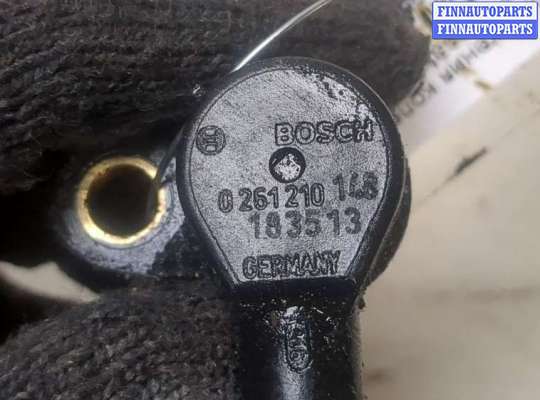 FINNAUTOPARTS
FINNAUTOPARTS
BOSCH
0 261 210 148
183513
GERMANY